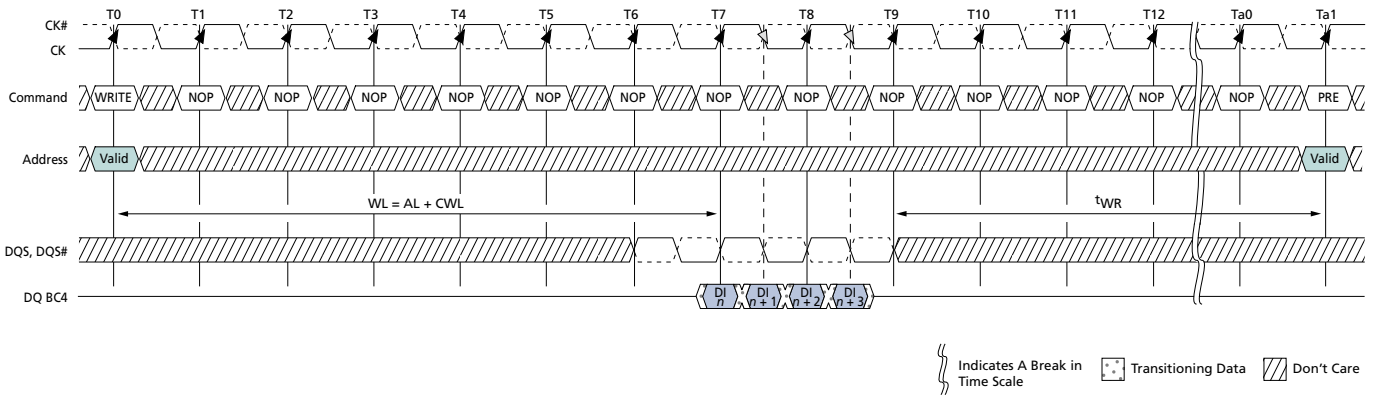 T0 T1 T2 T3 T4 T5 T6 T7 T8 T9 T10 T11 T12 Ta0 Ta1
CK#
CK
Command WRITE NOP NOP NOP NOP NOP NOP NOP NOP NOP NOP NOP NOP NOP PRE
Address Valid Valid
WL = AL + CWL tWR
DQS, DQS#
DQ BC4 DI n DI n + 1 DI n + 2 DI n + 3
Indicates A Break in
Time Scale
Transitioning Data
Don't Care